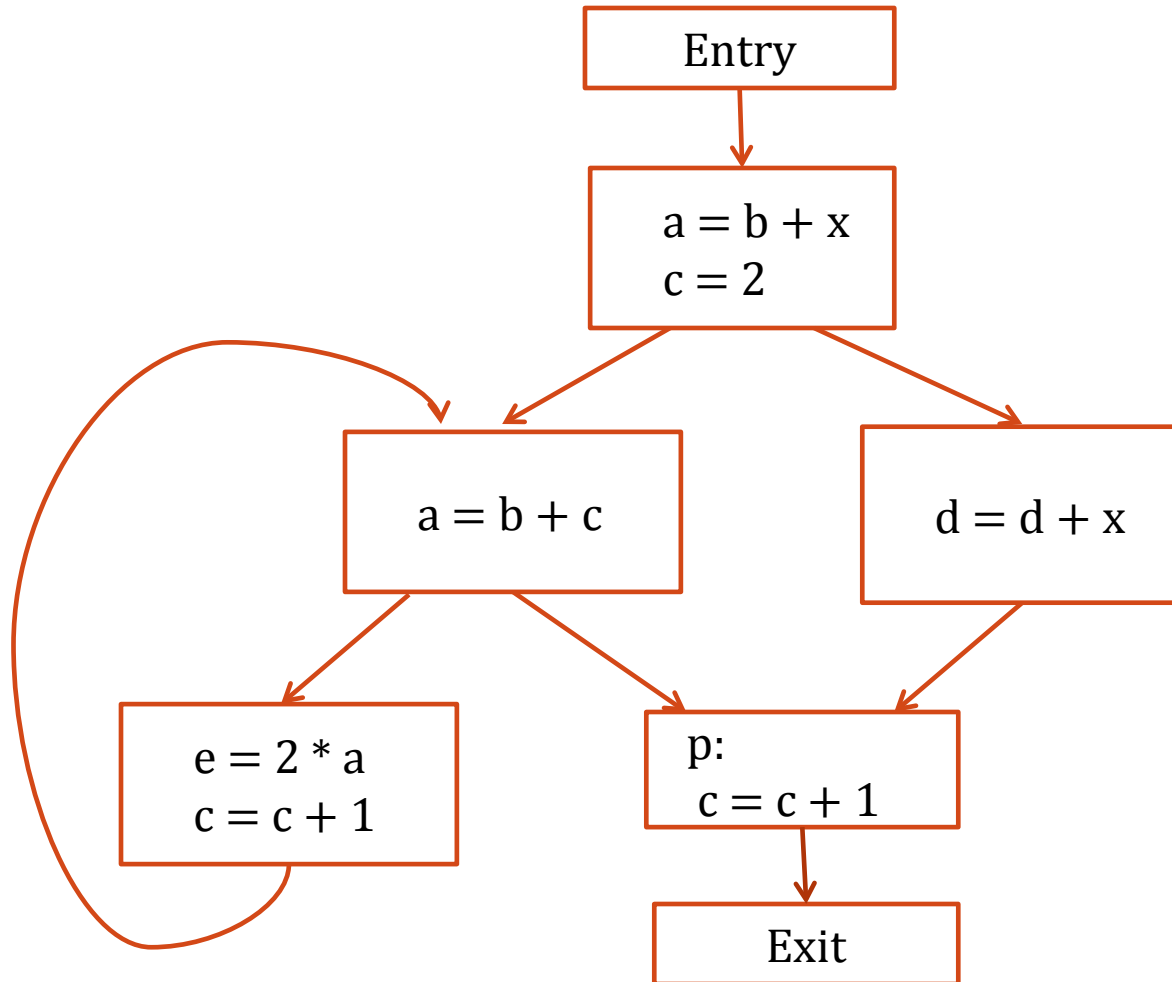 Entry
a = b + x
c = 2
a = b + c
d = d + x
e = 2 * a
c = c + 1
p:
c = c + 1
Exit